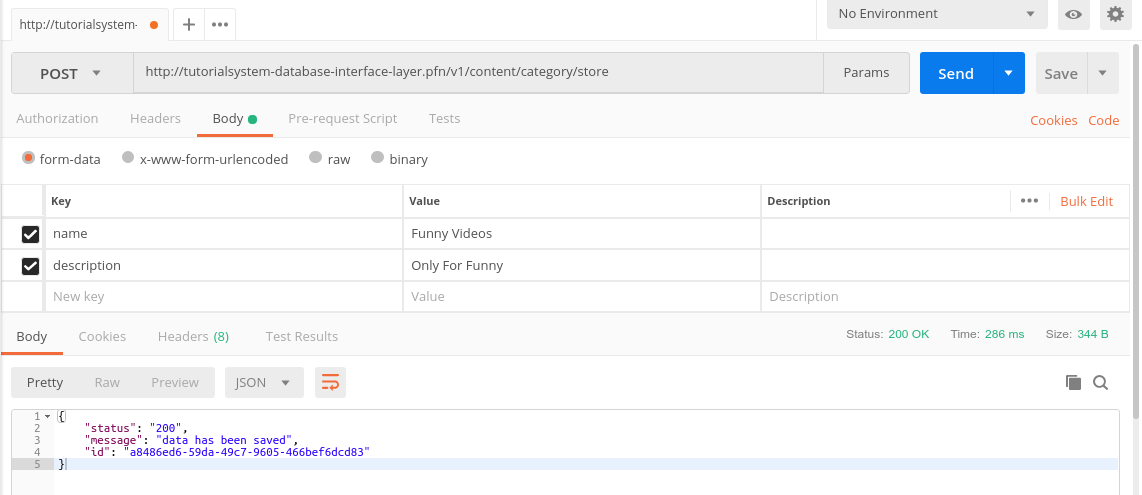 http://tutorialsystem-
No Environment
POST http://tutorialsystem-database-interface-layer.pfn/v1/content/category/store Params Send Save
Authorization Headers Body Pre-request Script Tests Cookies Code
form-data x-www-form-urlencoded raw binary
Key Value Description Bulk Edit
name Funny Videos
description Only For Funny
New key Value Description
Body Cookies Headers (8) Test Results Status: 200 OK Time: 286 ms Size: 344 B
Pretty Raw Preview JSON
1 {
2 "status": "200",
3 "message": "data has been saved",
4 "id": "a8486ed6-59da-49c7-9605-466bef6dcd83"
5 }